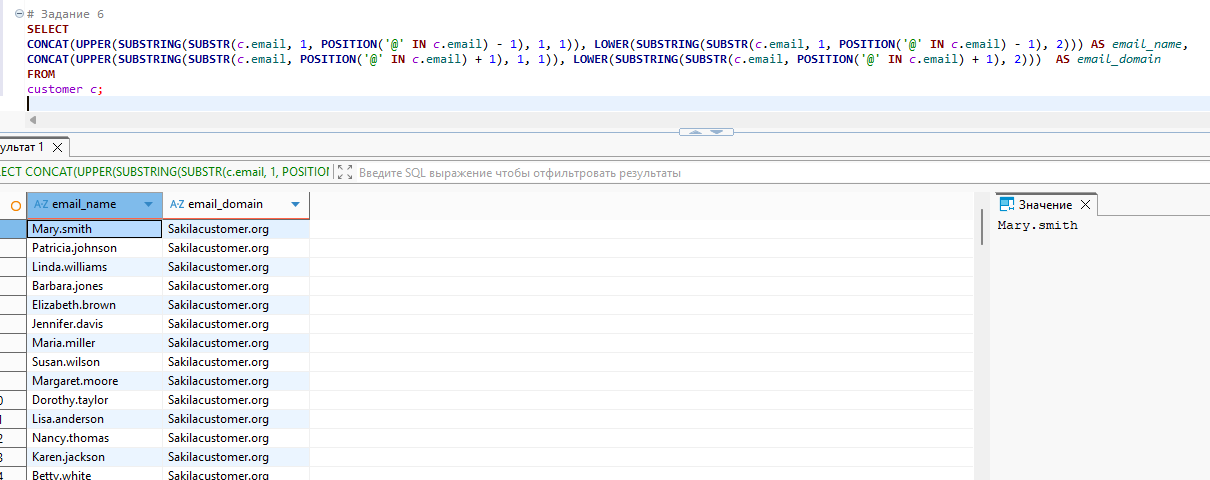 # Задание 6
SELECT
CONCAT(UPPER(SUBSTRING(SUBSTR(c.email, 1, POSITION('@' IN c.email) - 1), 1, 1)), LOWER(SUBSTRING(SUBSTR(c.email, 1, POSITION('@' IN c.email) - 1), 2))) AS email_name,
CONCAT(UPPER(SUBSTRING(SUBSTR(c.email, POSITION('@' IN c.email) + 1), 1, 1)), LOWER(SUBSTRING(SUBSTR(c.email, POSITION('@' IN c.email) + 1), 2))) AS email_domain
FROM
customer c;
ультат 1
ECT CONCAT(UPPER(SUBSTRING(SUBSTR(c.email, 1, POSITION Введите SQL выражение чтобы отфильтровать результаты
A-Z email_name A-Z email_domain Значение
Mary.smith Sakilacustomer.org Mary.smith
Patricia.johnson Sakilacustomer.org
Linda.williams Sakilacustomer.org
Barbara.jones Sakilacustomer.org
Elizabeth.brown Sakilacustomer.org
Jennifer.davis Sakilacustomer.org
Maria.miller Sakilacustomer.org
Susan.wilson Sakilacustomer.org
Margaret.moore Sakilacustomer.org
0 Dorothy.taylor Sakilacustomer.org
1 Lisa.anderson Sakilacustomer.org
2 Nancy.thomas Sakilacustomer.org
3 Karen.jackson Sakilacustomer.org
4 Betty.white Sakilacustomer.org